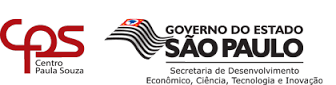 cps
Centro
Paula Souza
GOVERNO DO ESTADO
SÃO PAULO
Secretaria de Desenvolvimento
Econômico, Ciência, Tecnologia e Inovação